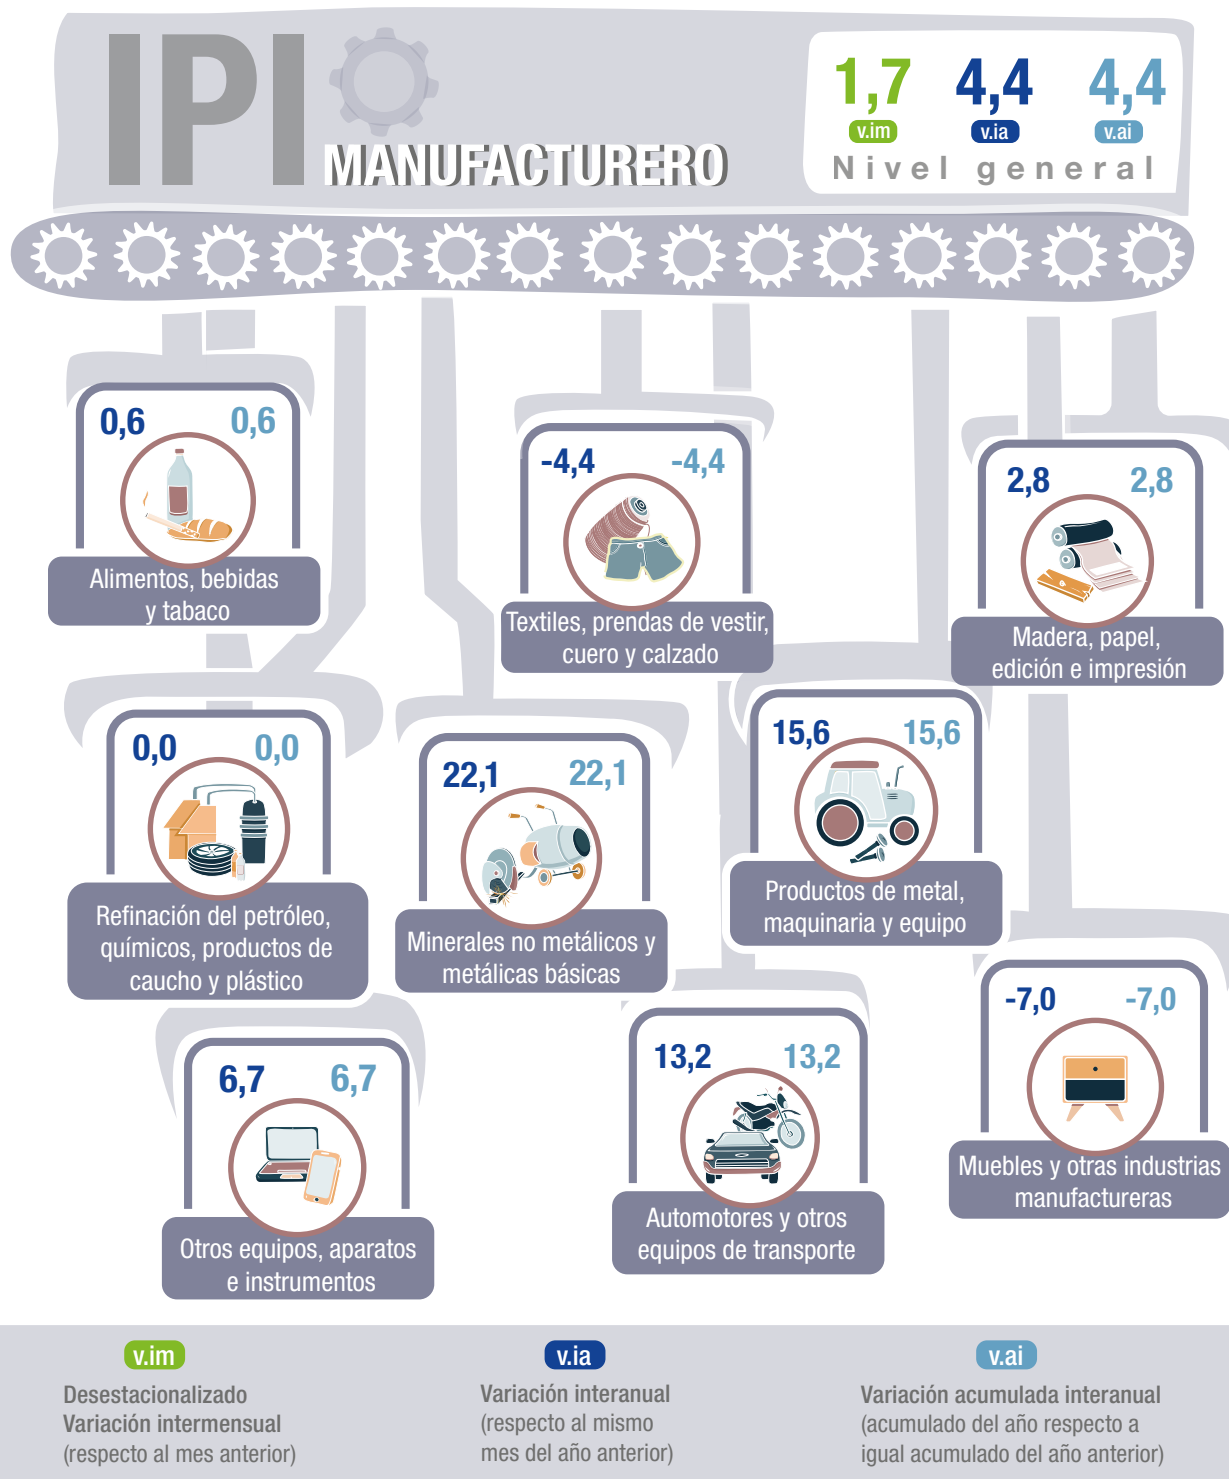 IPI
MANUFACTURERO
1,7 4,4 4,4
v.im v.ia v.ai
Nivel general
0,6 0,6
Alimentos, bebidas
y tabaco
-4,4 -4,4
Textiles, prendas de vestir,
cuero y calzado
2,8 2,8
Madera, papel,
edición e impresión
0,0 0,0
Refinación del petróleo,
químicos, productos de
caucho y plástico
22,1 22,1
Minerales no metálicos y
metálicas básicas
15,6 15,6
Productos de metal,
maquinaria y equipo
6,7 6,7
Otros equipos, aparatos
e instrumentos
13,2 13,2
Automotores y otros
equipos de transporte
-7,0 -7,0
Muebles y otras industrias
manufactureras
v.im
Desestacionalizado
Variación intermensual
(respecto al mes anterior)
v.ia
Variación interanual
(respecto al mismo
mes del año anterior)
v.ai
Variación acumulada interanual
(acumulado del año respecto a
igual acumulado del año anterior)